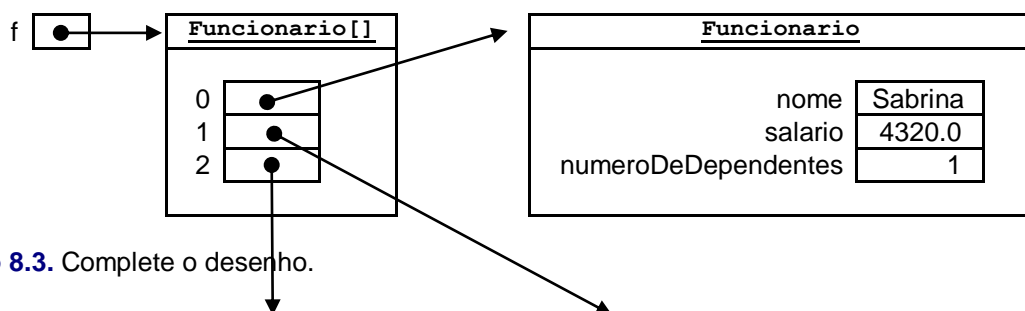 f
Funcionario[]
Funcionario
0
1
2
nome Sabrina
salario 4320.0
numeroDeDependentes 1
8.3. Complete o desenho.